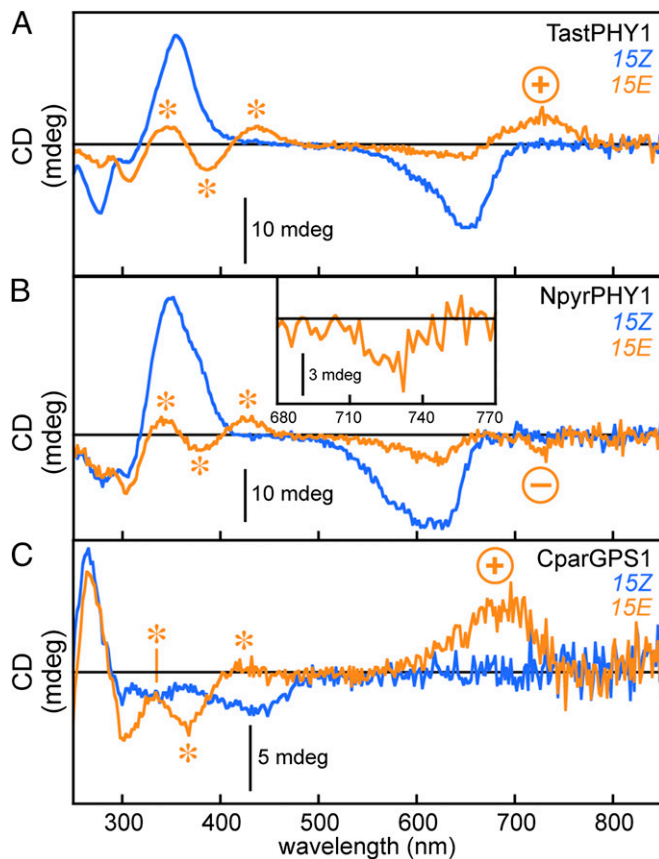 A
TastPHY1
15Z
15E
*
*
*
+
CD
(mdeg)
10 mdeg
B
NpyrPHY1
15Z
15E
3 mdeg
680 710 740 770
*
*
*
−
CD
(mdeg)
10 mdeg
C
CparGPS1
15Z
15E
+
*
*
*
CD
(mdeg)
5 mdeg
300 400 500 600 700 800
wavelength (nm)